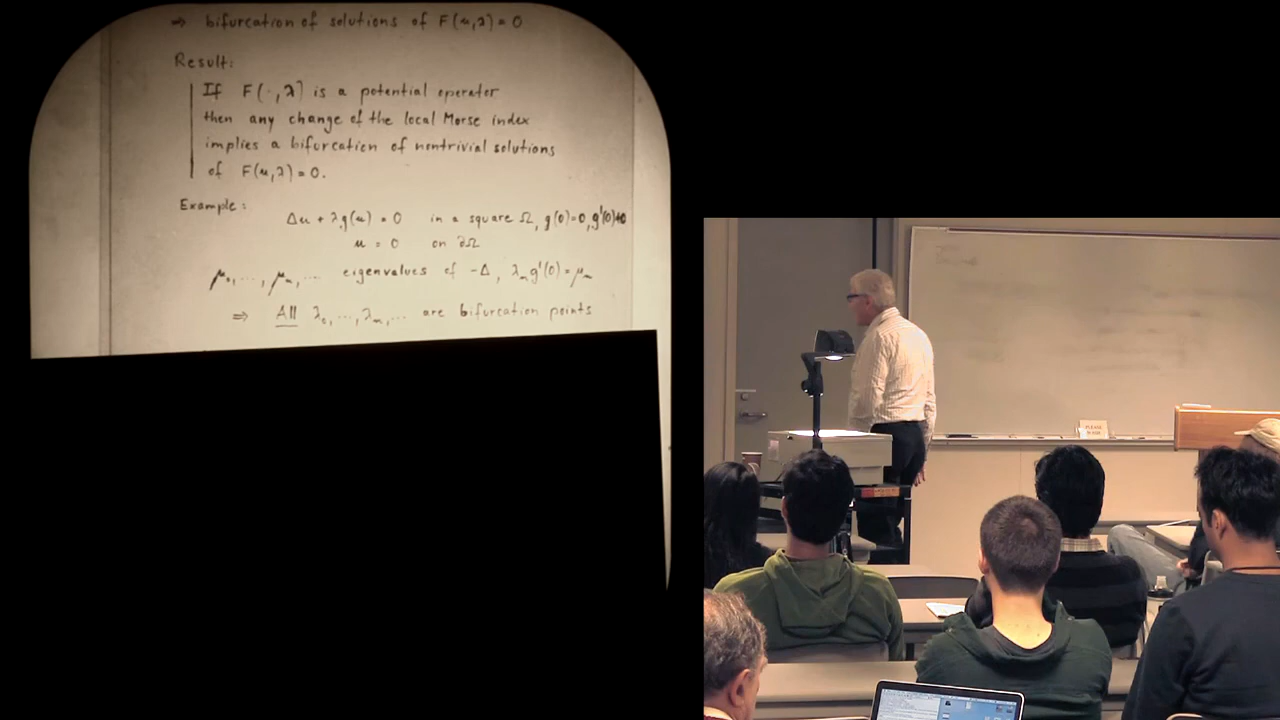 ⇒ bifurcation of solutions of F(u,λ) = 0
Result:
If F(·,λ) is a potential operator
then any change of the local Morse index
implies a bifurcation of nontrivial solutions
of F(u,λ) = 0.
Example:
Δu + λg(u) = 0 in a square Ω, g(0)=0, g'(0)≠0
u = 0 on ∂Ω
μ₀, ..., μₙ, ... eigenvalues of -Δ, λₙg'(0) = μₙ
⇒ All λ₀, ..., λₙ, ... are bifurcation points
PLEASE